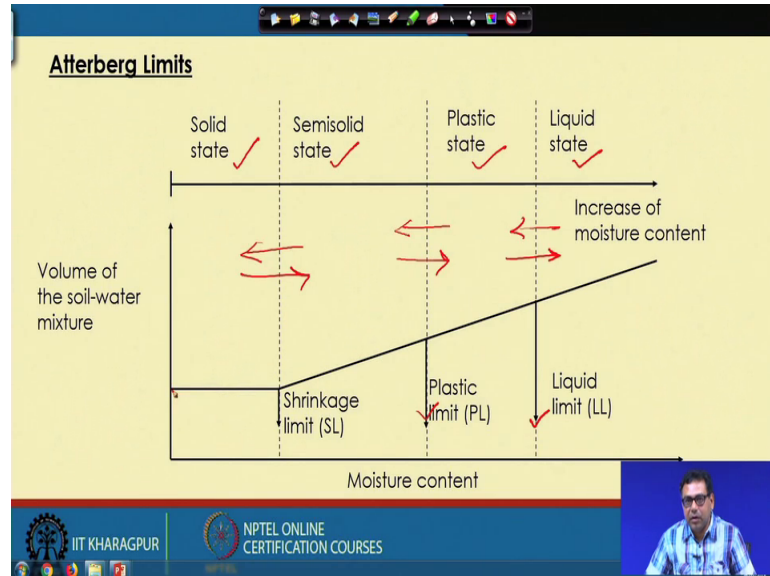 Atterberg Limits
Solid
state
Semisolid
state
Plastic
state
Liquid
state
Increase of
moisture content
Volume of
the soil-water
mixture
Shrinkage
limit (SL)
Plastic
limit (PL)
Liquid
limit (LL)
Moisture content
IIT KHARAGPUR
NPTEL ONLINE
CERTIFICATION COURSES